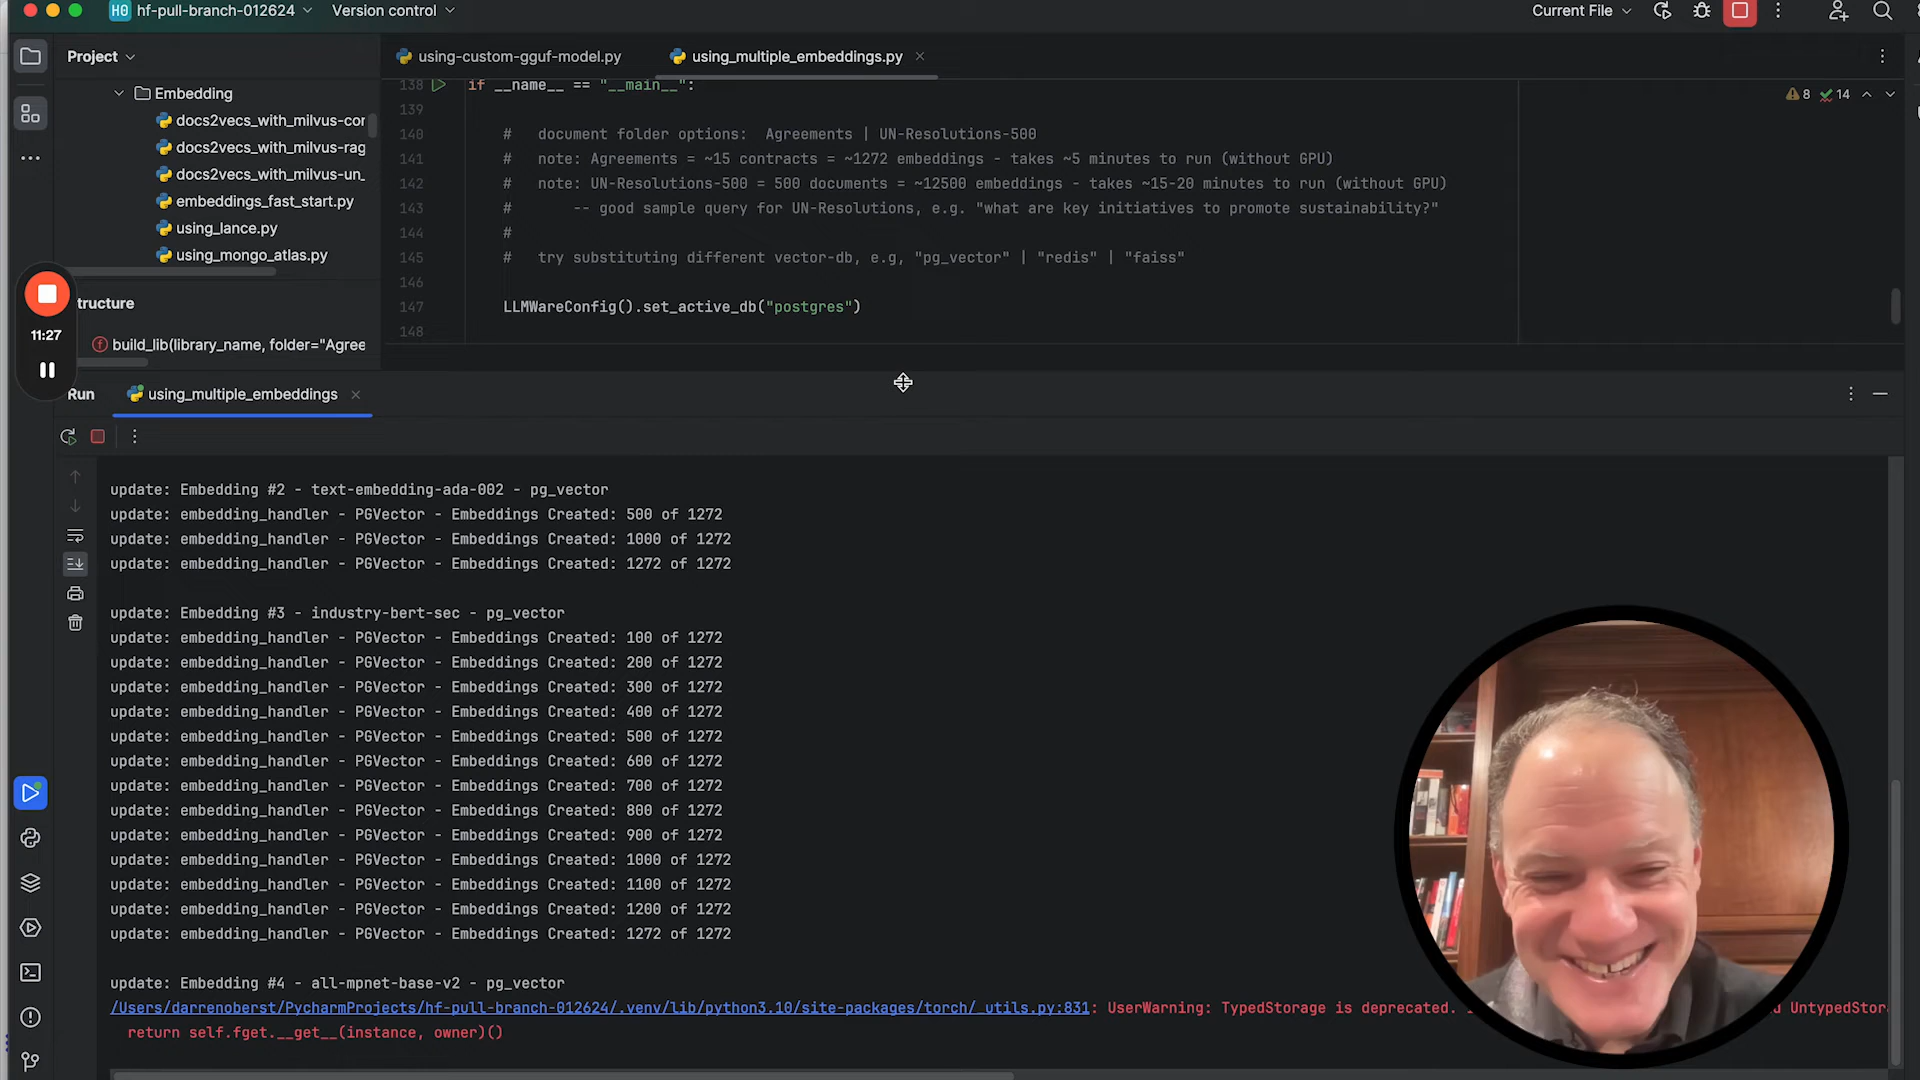 H0 hf-pull-branch-012624 Version control Current File
Project
using-custom-gguf-model.py using_multiple_embeddings.py
Embedding
docs2vecs_with_milvus-cor
docs2vecs_with_milvus-rag
docs2vecs_with_milvus-un_
embeddings_fast_start.py
using_lance.py
using_mongo_atlas.py
8 14
138 if __name__ == "__main__":
139
140 # document folder options: Agreements | UN-Resolutions-500
141 # note: Agreements = ~15 contracts = ~1272 embeddings - takes ~5 minutes to run (without GPU)
142 # note: UN-Resolutions-500 = 500 documents = ~12500 embeddings - takes ~15-20 minutes to run (without GPU)
143 # -- good sample query for UN-Resolutions, e.g. "what are key initiatives to promote sustainability?"
144 #
145 # try substituting different vector-db, e.g, "pg_vector" | "redis" | "faiss"
146
147 LLMWareConfig().set_active_db("postgres")
148
tructure
11:27
build_lib(library_name, folder="Agree
Run using_multiple_embeddings
update: Embedding #2 - text-embedding-ada-002 - pg_vector
update: embedding_handler - PGVector - Embeddings Created: 500 of 1272
update: embedding_handler - PGVector - Embeddings Created: 1000 of 1272
update: embedding_handler - PGVector - Embeddings Created: 1272 of 1272
update: Embedding #3 - industry-bert-sec - pg_vector
update: embedding_handler - PGVector - Embeddings Created: 100 of 1272
update: embedding_handler - PGVector - Embeddings Created: 200 of 1272
update: embedding_handler - PGVector - Embeddings Created: 300 of 1272
update: embedding_handler - PGVector - Embeddings Created: 400 of 1272
update: embedding_handler - PGVector - Embeddings Created: 500 of 1272
update: embedding_handler - PGVector - Embeddings Created: 600 of 1272
update: embedding_handler - PGVector - Embeddings Created: 700 of 1272
update: embedding_handler - PGVector - Embeddings Created: 800 of 1272
update: embedding_handler - PGVector - Embeddings Created: 900 of 1272
update: embedding_handler - PGVector - Embeddings Created: 1000 of 1272
update: embedding_handler - PGVector - Embeddings Created: 1100 of 1272
update: embedding_handler - PGVector - Embeddings Created: 1200 of 1272
update: embedding_handler - PGVector - Embeddings Created: 1272 of 1272
update: Embedding #4 - all-mpnet-base-v2 - pg_vector
/Users/darrenoberst/PycharmProjects/hf-pull-branch-012624/.venv/lib/python3.10/site-packages/torch/_utils.py:831: UserWarning: TypedStorage is deprecated. UntypedStora
return self.fget.__get__(instance, owner)()